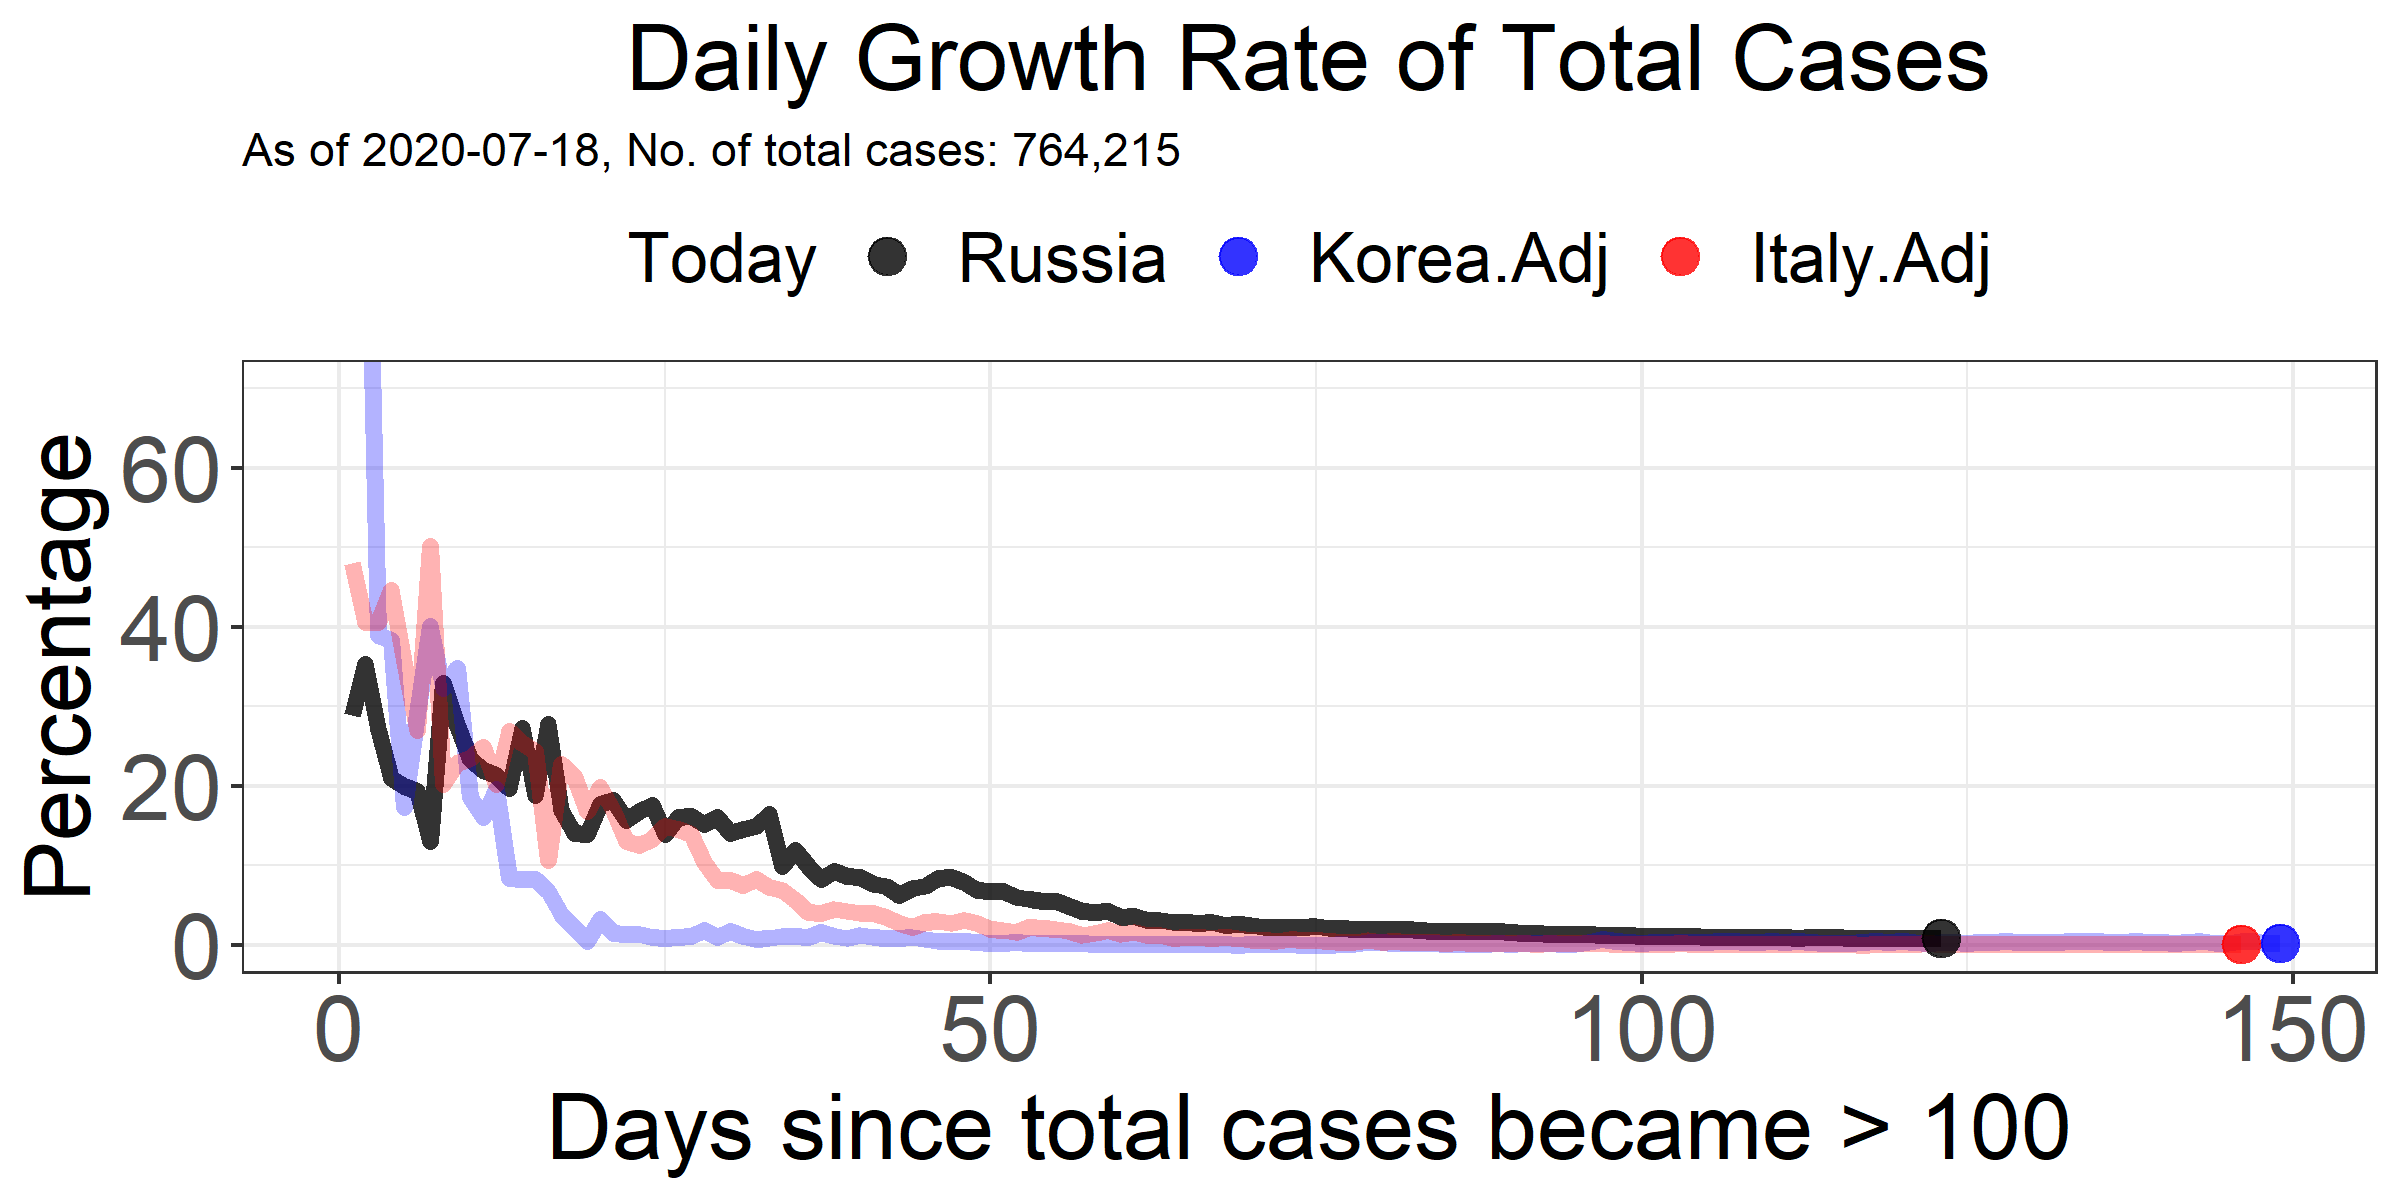 Daily Growth Rate of Total Cases
As of 2020-07-18, No. of total cases: 764,215
Today Russia Korea.Adj Italy.Adj
Percentage
60
40
20
0
0 50 100 150
Days since total cases became > 100